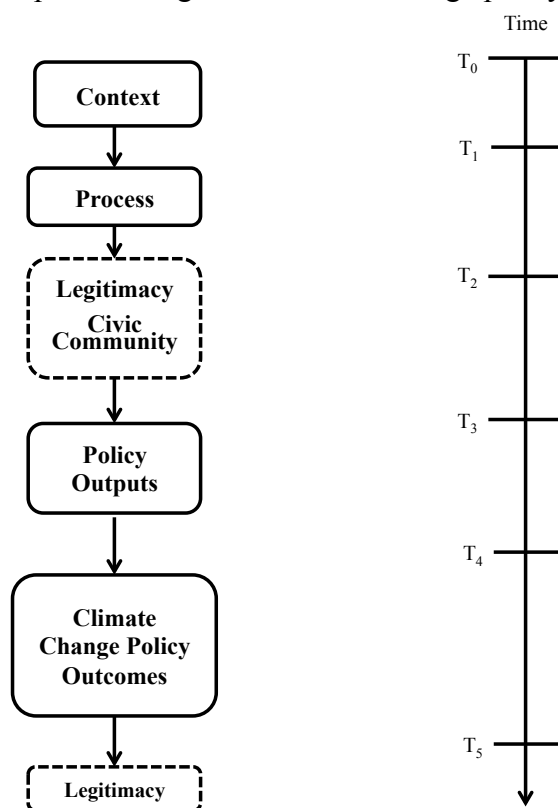 Time
T₀
Context
T₁
Process
T₂
Legitimacy
Civic
Community
T₃
Policy
Outputs
T₄
Climate
Change Policy
Outcomes
T₅
Legitimacy